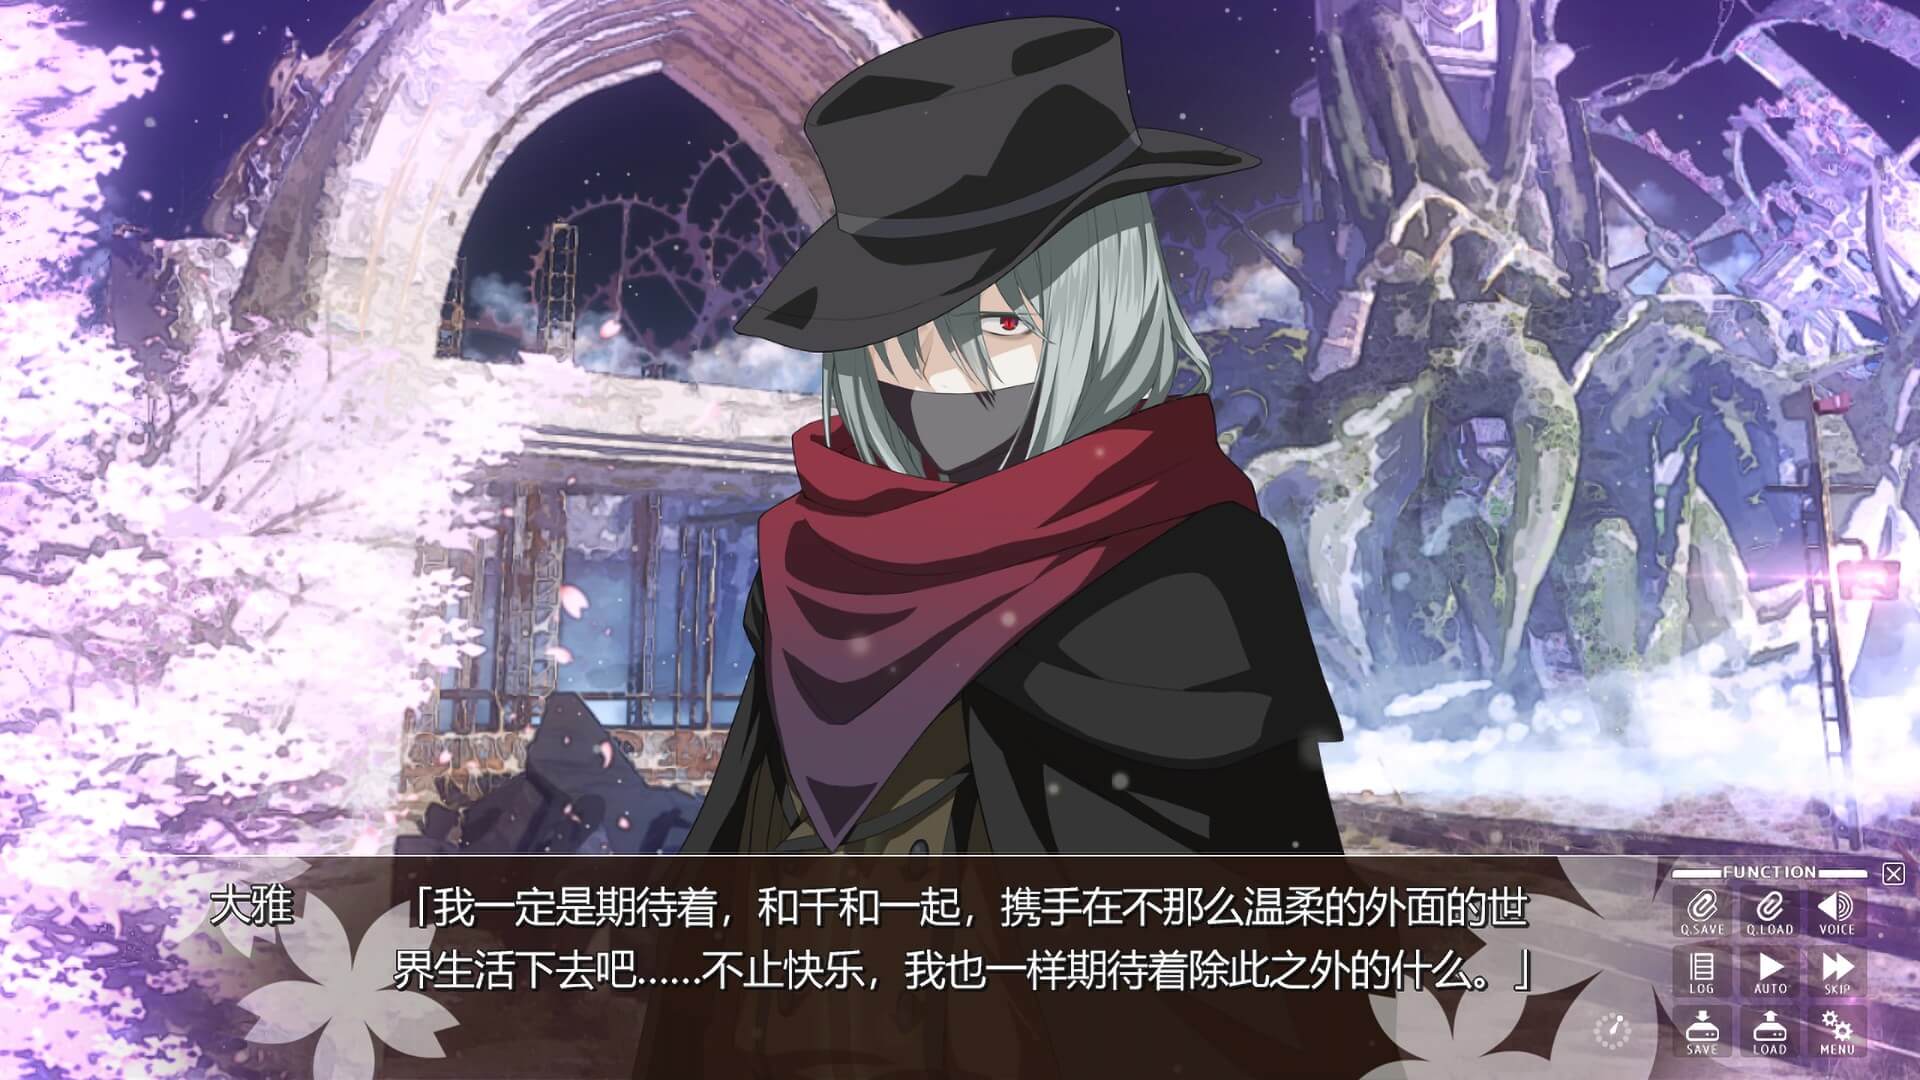 大雅
「我一定是期待着，和千和一起，携手在不那么温柔的外面的世
界生活下去吧……不止快乐，我也一样期待着除此之外的什么。」
FUNCTION
Q.SAVE Q.LOAD VOICE
LOG AUTO SKIP
SAVE LOAD MENU